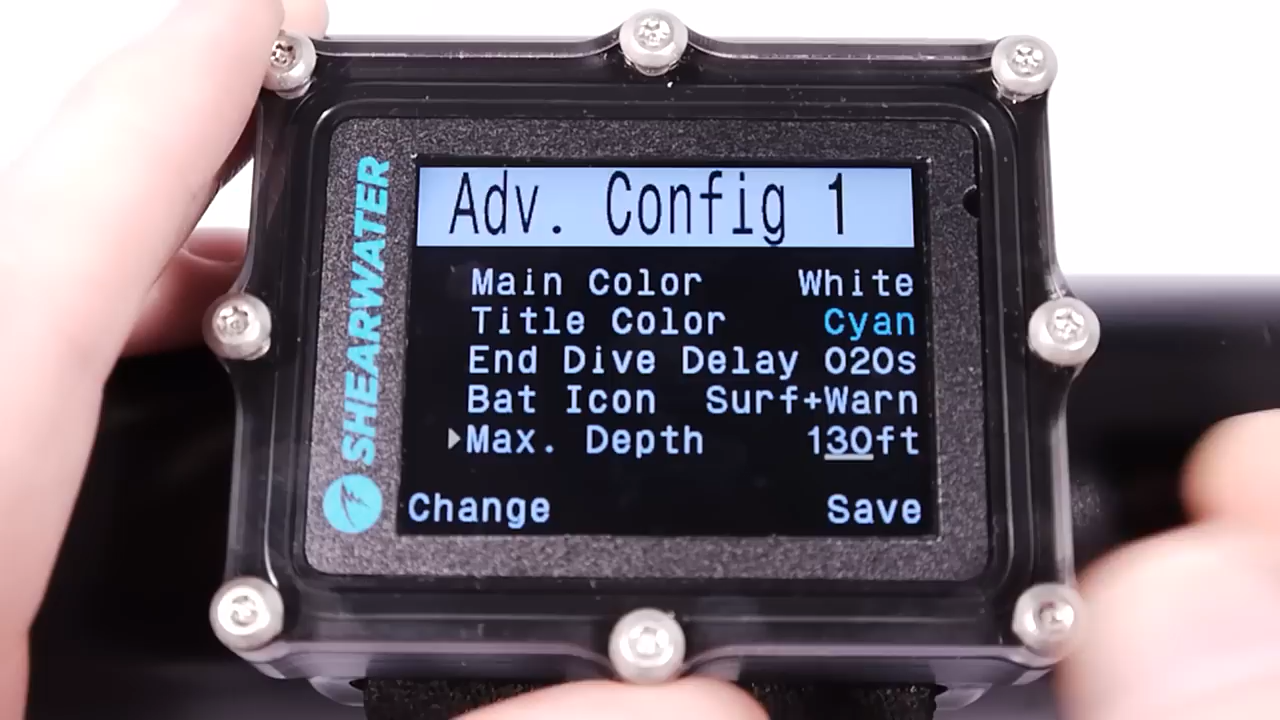 SHEARWATER
Adv. Config 1
Main Color White
Title Color Cyan
End Dive Delay 020s
Bat Icon Surf+Warn
Max. Depth 130ft
Change Save